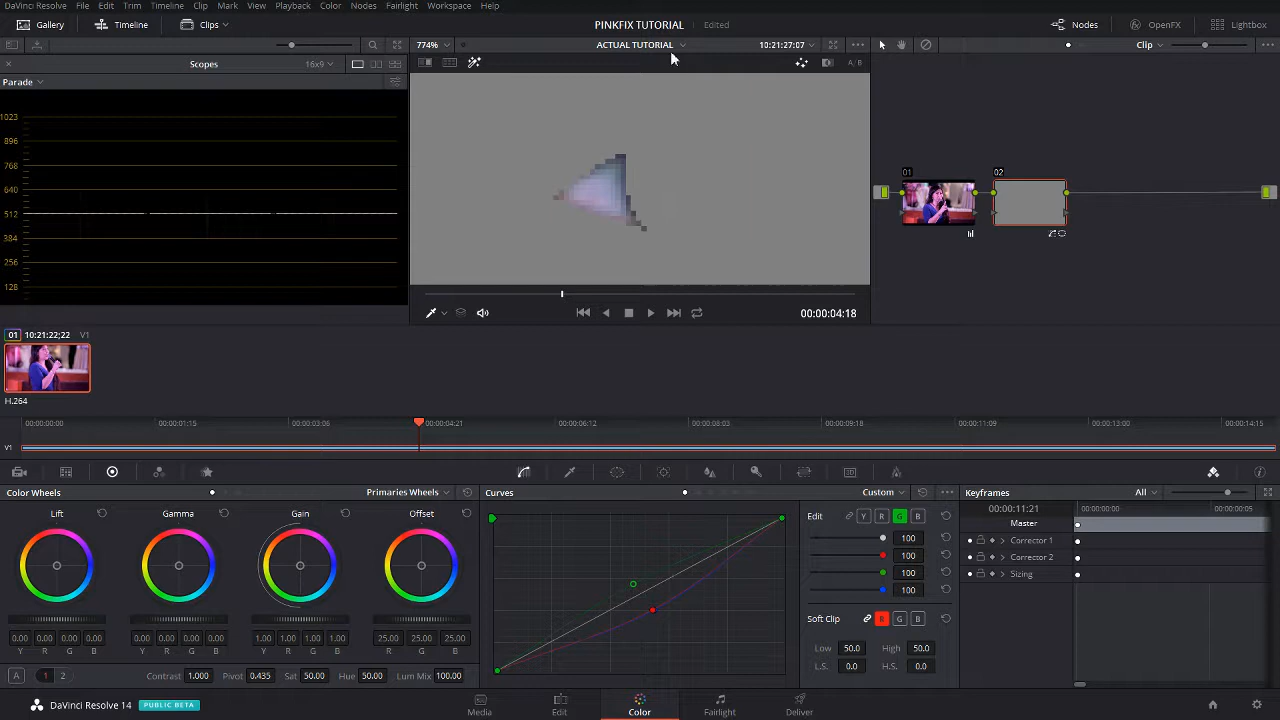 DaVinci Resolve File Edit Trim Timeline Clip Mark View Playback Color Nodes Fairlight Workspace Help
Gallery Timeline Clips PINKFIX TUTORIAL Edited Nodes OpenFX Lightbox
774% ACTUAL TUTORIAL 10:21:27:07 Clip
Scopes 16x9 A/B
Parade
1023
896
768
640
512
384
256
128
01 02
00:00:04:18
01 10:21:22;22 V1
H.264
00:00:00:00 00:00:01:15 00:00:03:06 00:00:04:21 00:00:06:12 00:00:08:03 00:00:09:18 00:00:11:09 00:00:13:00 00:00:14:15
V1
Color Wheels Primaries Wheels Curves Custom Keyframes All
Lift Gamma Gain Offset Edit Y R G B 00:00:11:21 00:00:00:00 00:00:00:05
Master
100 Corrector 1
100 Corrector 2
100 Sizing
100
Soft Clip R G B
0.00 0.00 0.00 0.00 0.00 0.00 0.00 0.00 1.00 1.00 1.00 1.00 25.00 25.00 25.00 Low 50.0 High 50.0
Y R G B Y R G B Y R G B R G B L.S. 0.0 H.S. 0.0
A 1 2 Contrast 1.000 Pivot 0.435 Sat 50.00 Hue 50.00 Lum Mix 100.00
DaVinci Resolve 14 PUBLIC BETA Media Edit Color Fairlight Deliver